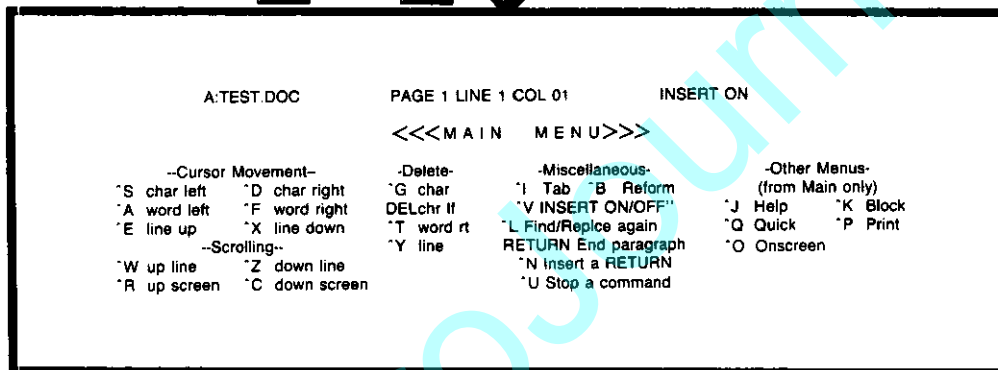 A:TEST.DOC PAGE 1 LINE 1 COL 01 INSERT ON
<<<MAIN MENU>>>
--Cursor Movement-- -Delete- -Miscellaneous- -Other Menus-
^S char left ^D char right ^G char ^I Tab ^B Reform (from Main only)
^A word left ^F word right DELchr lf ^V INSERT ON/OFF" ^J Help ^K Block
^E line up ^X line down ^T word rt ^L Find/Replce again ^Q Quick ^P Print
--Scrolling-- ^Y line RETURN End paragraph ^O Onscreen
^W up line ^Z down line ^N Insert a RETURN
^R up screen ^C down screen ^U Stop a command